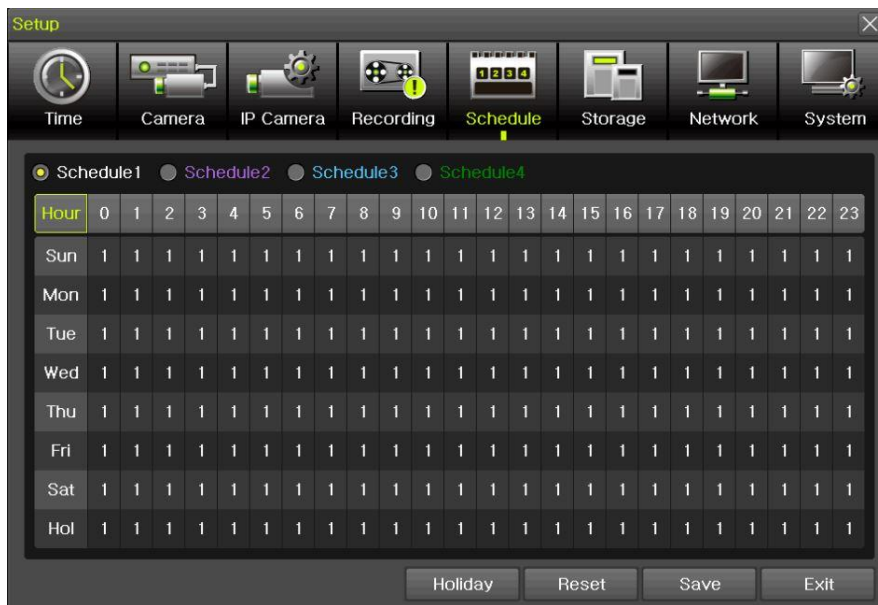 Setup
1 2 3 4
Time Camera IP Camera Recording Schedule Storage Network System
Schedule1 Schedule2 Schedule3 Schedule4
Hour 0 1 2 3 4 5 6 7 8 9 10 11 12 13 14 15 16 17 18 19 20 21 22 23
Sun 1 1 1 1 1 1 1 1 1 1 1 1 1 1 1 1 1 1 1 1 1 1 1 1
Mon 1 1 1 1 1 1 1 1 1 1 1 1 1 1 1 1 1 1 1 1 1 1 1 1
Tue 1 1 1 1 1 1 1 1 1 1 1 1 1 1 1 1 1 1 1 1 1 1 1 1
Wed 1 1 1 1 1 1 1 1 1 1 1 1 1 1 1 1 1 1 1 1 1 1 1 1
Thu 1 1 1 1 1 1 1 1 1 1 1 1 1 1 1 1 1 1 1 1 1 1 1 1
Fri 1 1 1 1 1 1 1 1 1 1 1 1 1 1 1 1 1 1 1 1 1 1 1 1
Sat 1 1 1 1 1 1 1 1 1 1 1 1 1 1 1 1 1 1 1 1 1 1 1 1
Hol 1 1 1 1 1 1 1 1 1 1 1 1 1 1 1 1 1 1 1 1 1 1 1 1
Holiday Reset Save Exit